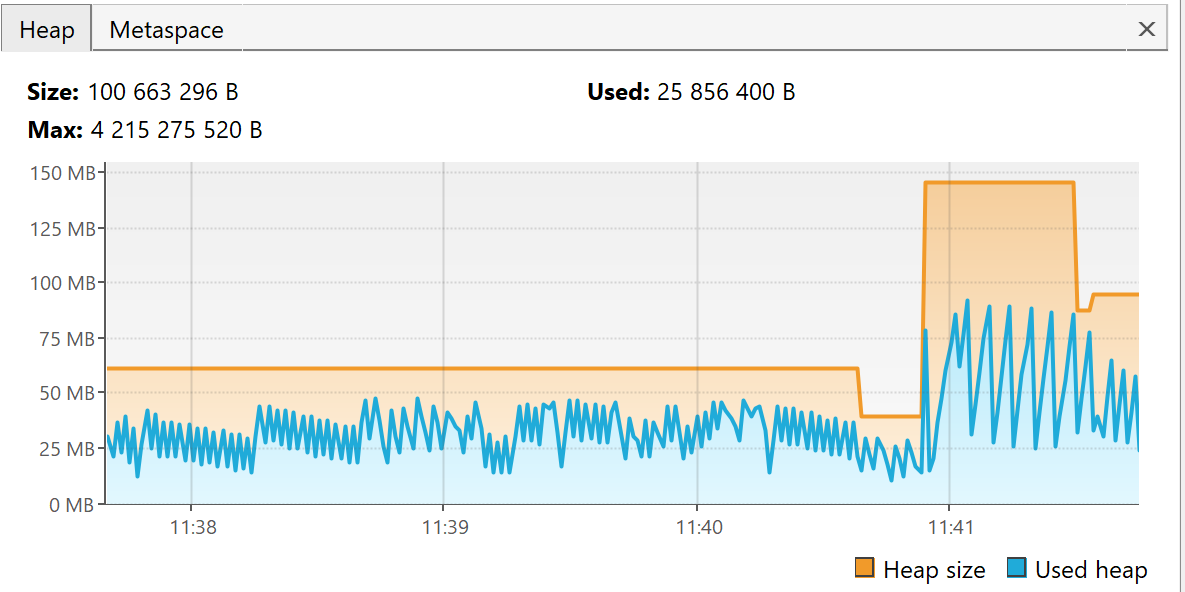 Heap Metaspace
Size: 100 663 296 B Used: 25 856 400 B
Max: 4 215 275 520 B
150 MB
125 MB
100 MB
75 MB
50 MB
25 MB
0 MB
11:38 11:39 11:40 11:41
Heap size Used heap